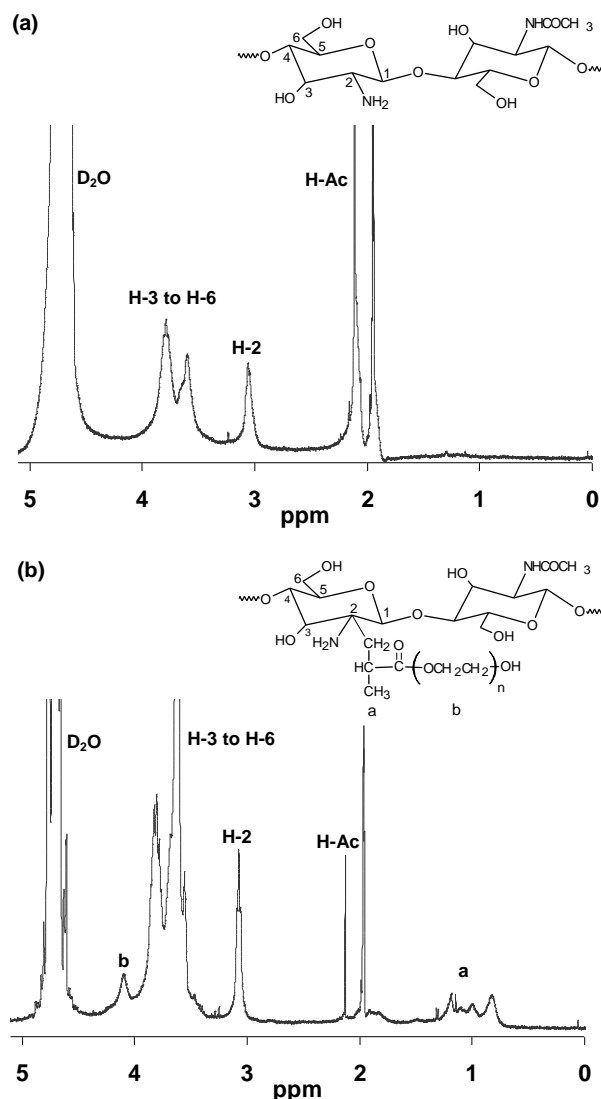 (a)
OH
6
5
4
O
O
3
2
1
HO
NH2
O
HO
NHCOCH 3
O
O
OH
D2O
H-Ac
H-3 to H-6
H-2
5 4 3 2 1 0
ppm
(b)
OH
6
5
4
O
O
3
2
1
HO
H2N
CH2
O
HO
NHCOCH 3
O
O
OH
HC
C
O
OCH2CH2
n
OH
CH3
a b
D2O
H-3 to H-6
H-2
H-Ac
b
a
5 4 3 2 1 0
ppm